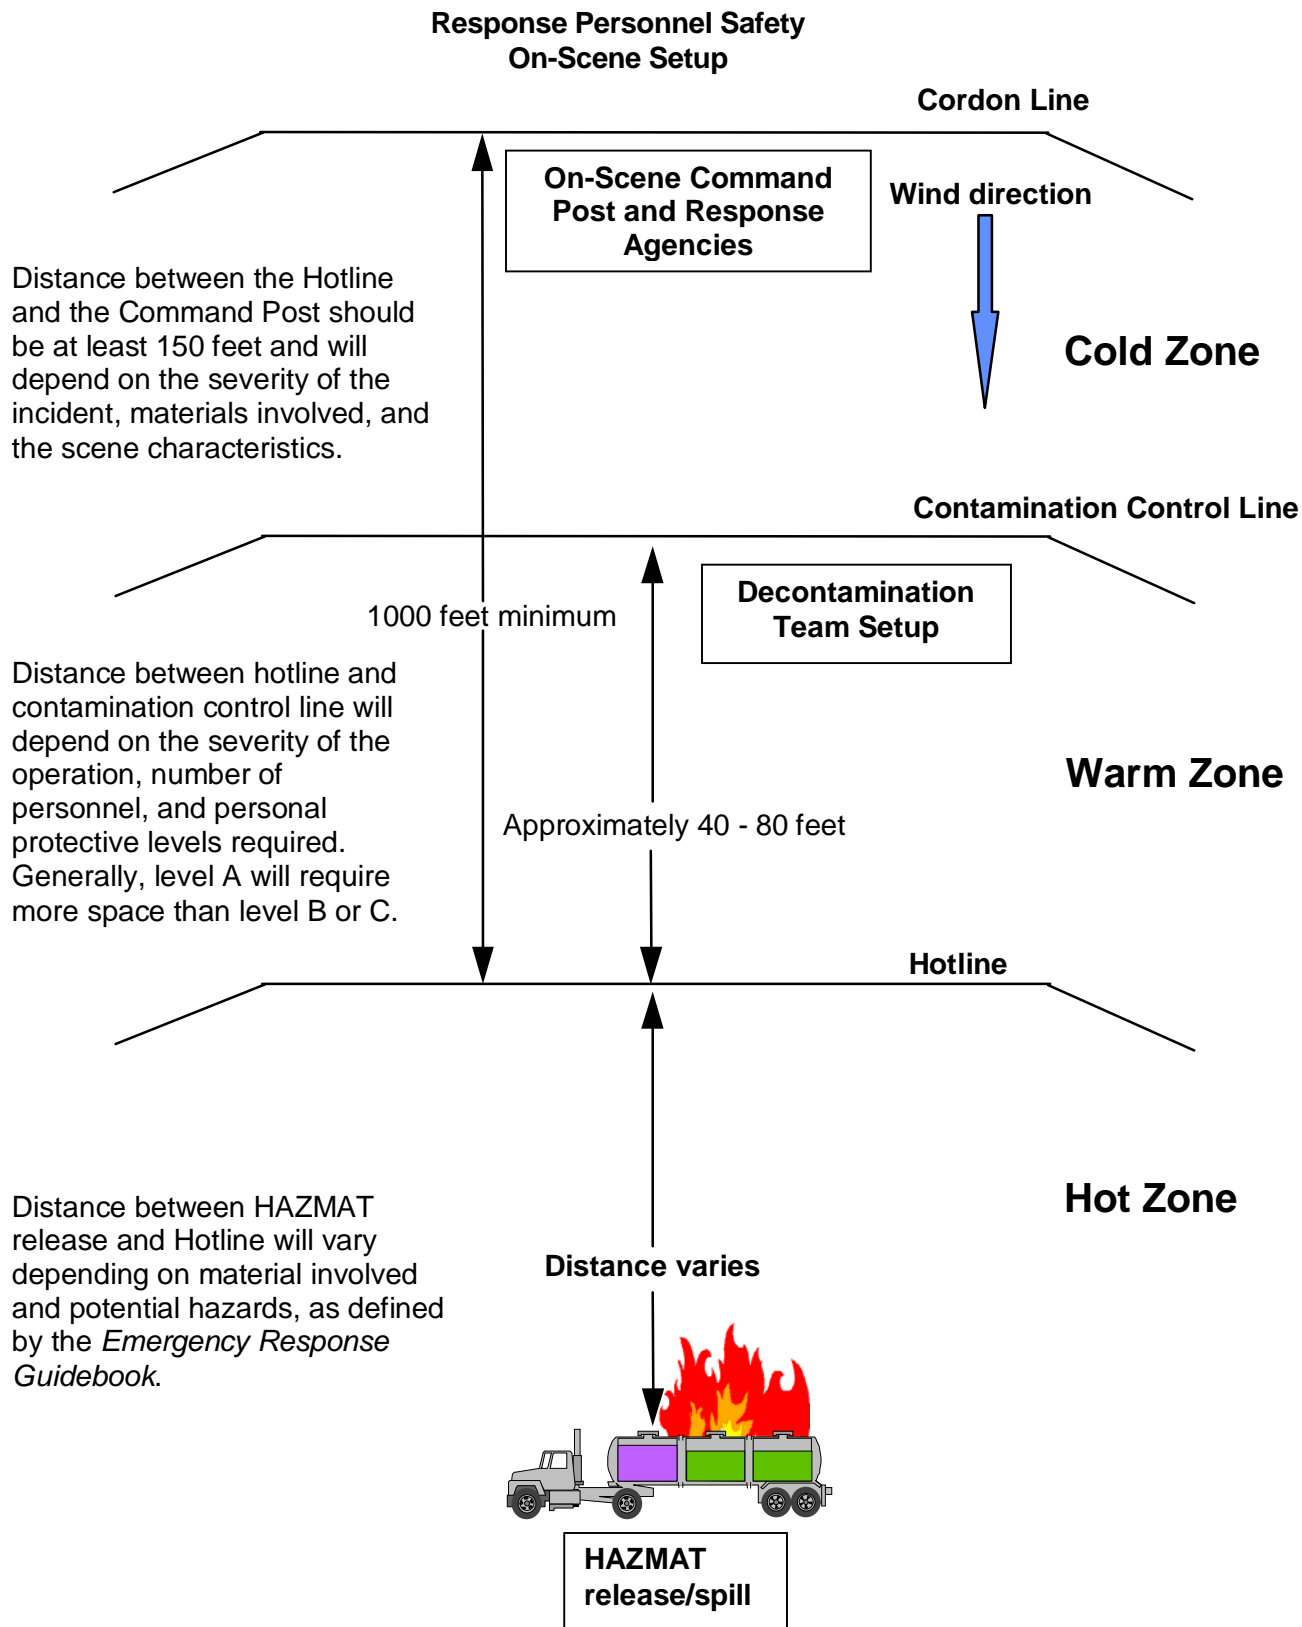 Response Personnel Safety
On-Scene Setup
Cordon Line
On-Scene Command
Post and Response
Agencies
Wind direction
Distance between the Hotline
and the Command Post should
be at least 150 feet and will
depend on the severity of the
incident, materials involved, and
the scene characteristics.
Cold Zone
Contamination Control Line
Decontamination
Team Setup
1000 feet minimum
Distance between hotline and
contamination control line will
depend on the severity of the
operation, number of
personnel, and personal
protective levels required.
Generally, level A will require
more space than level B or C.
Warm Zone
Approximately 40 - 80 feet
Hotline
Hot Zone
Distance between HAZMAT
release and Hotline will vary
depending on material involved
and potential hazards, as defined
by the Emergency Response
Guidebook.
Distance varies
HAZMAT
release/spill